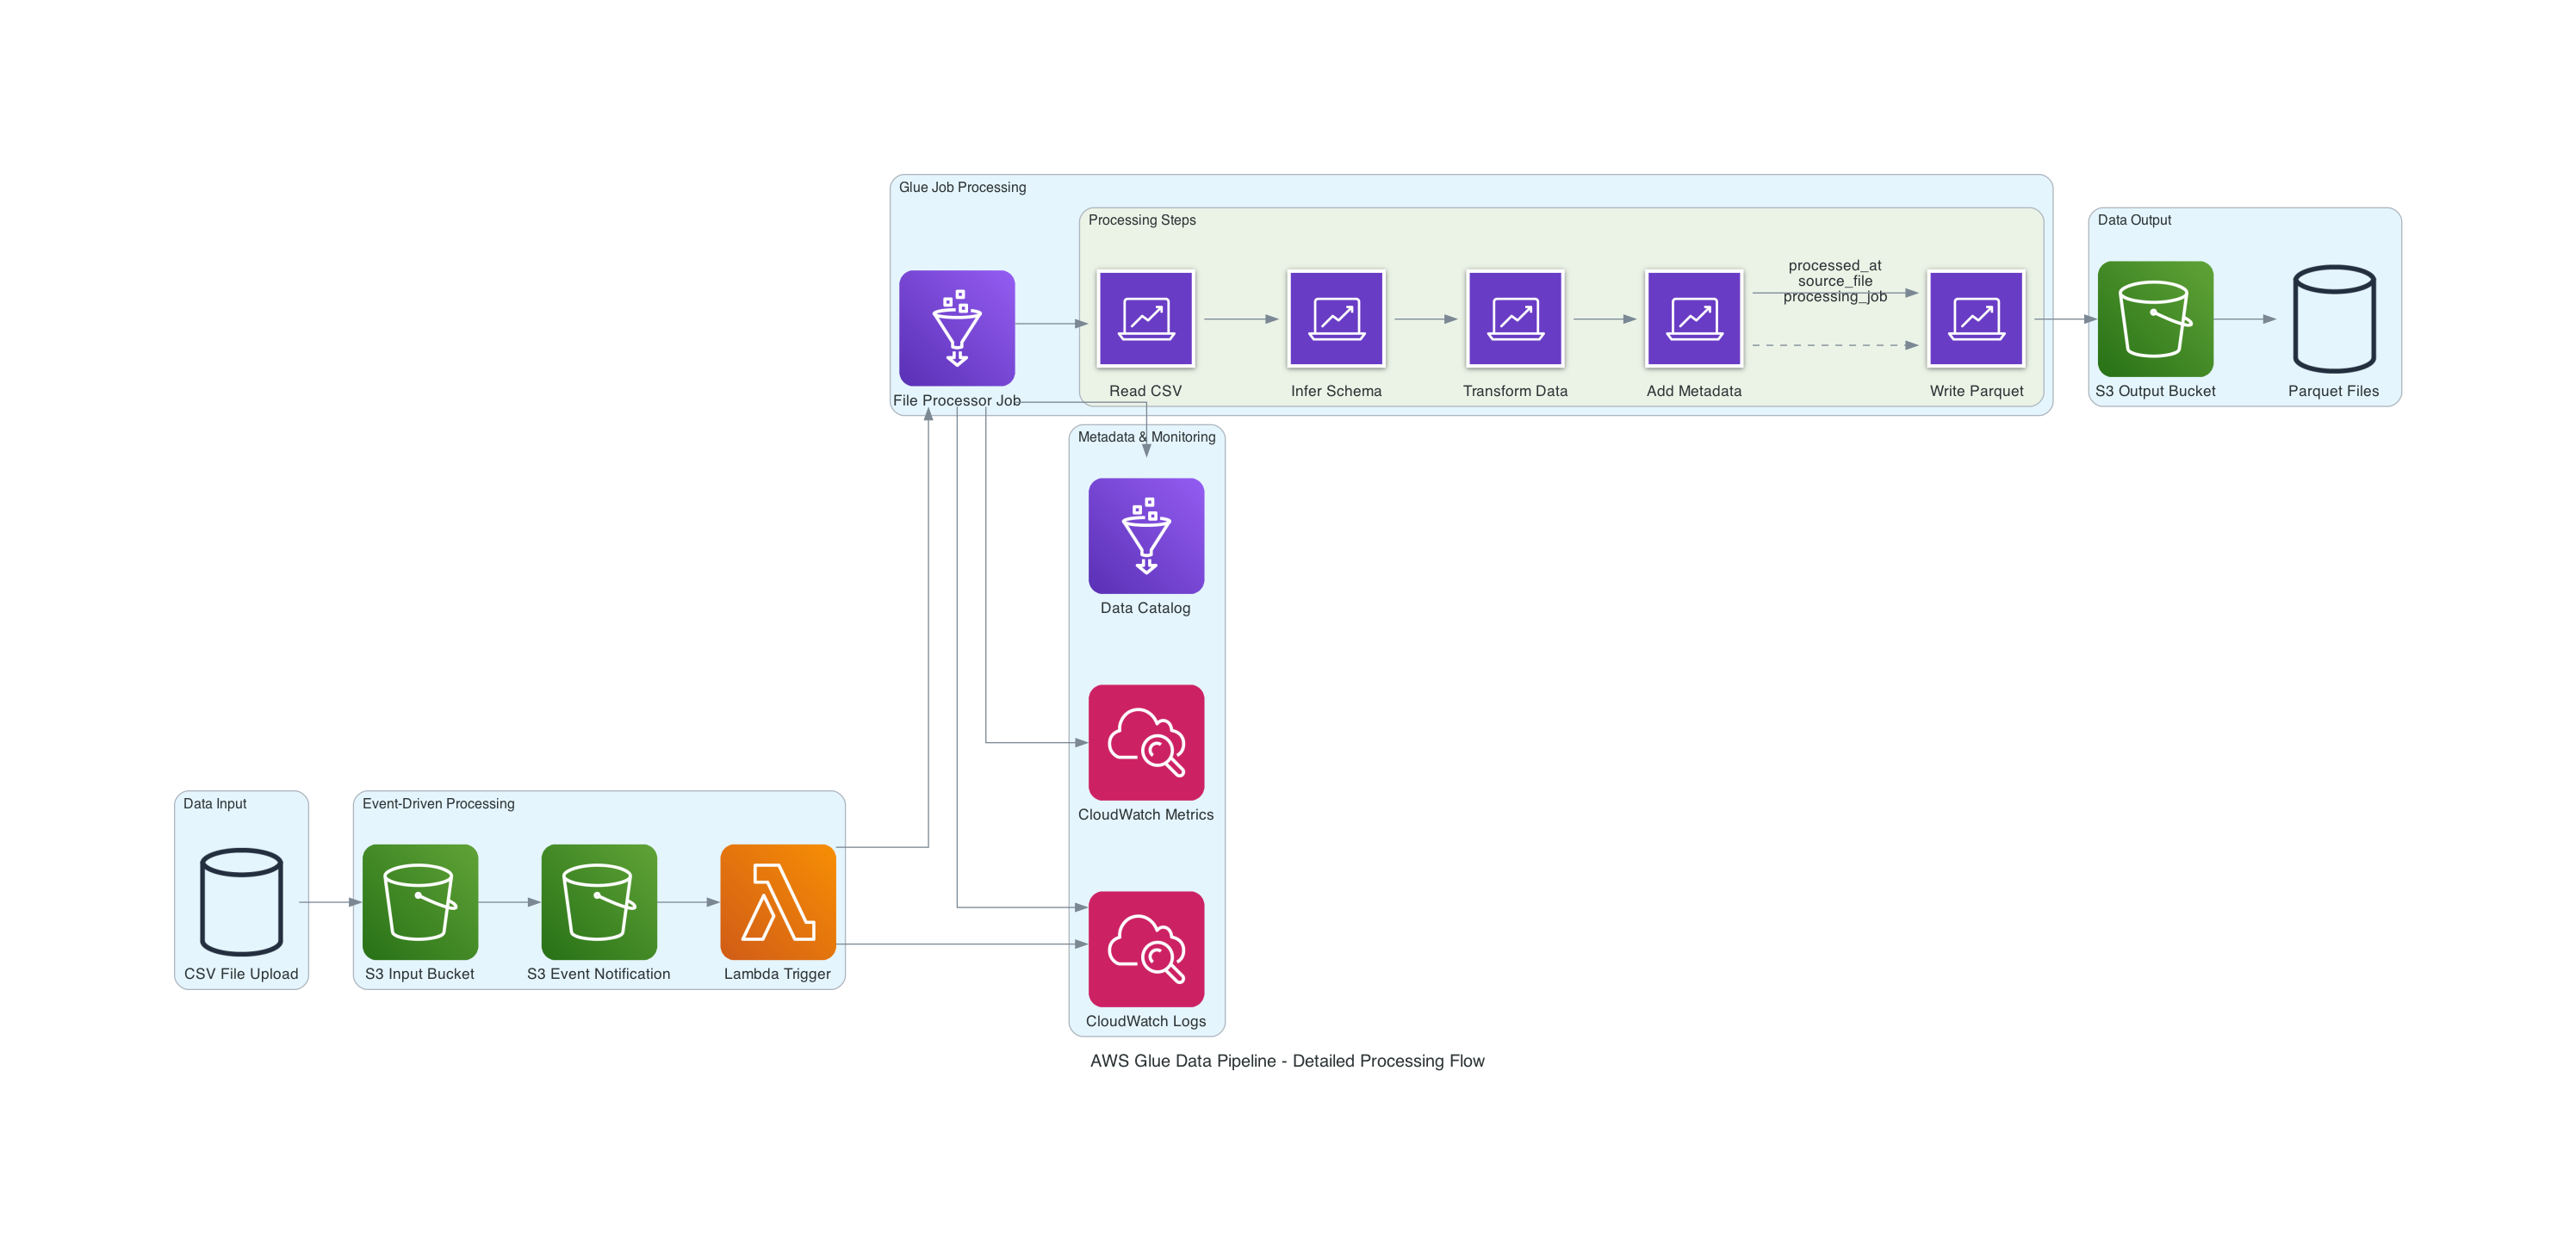 Glue Job Processing
Processing Steps
Data Output
processed_at
source_file
processing_job
File Processor Job
Read CSV
Infer Schema
Transform Data
Add Metadata
Write Parquet
S3 Output Bucket
Parquet Files
Metadata & Monitoring
Data Catalog
CloudWatch Metrics
Data Input
Event-Driven Processing
CSV File Upload
S3 Input Bucket
S3 Event Notification
Lambda Trigger
CloudWatch Logs
AWS Glue Data Pipeline - Detailed Processing Flow